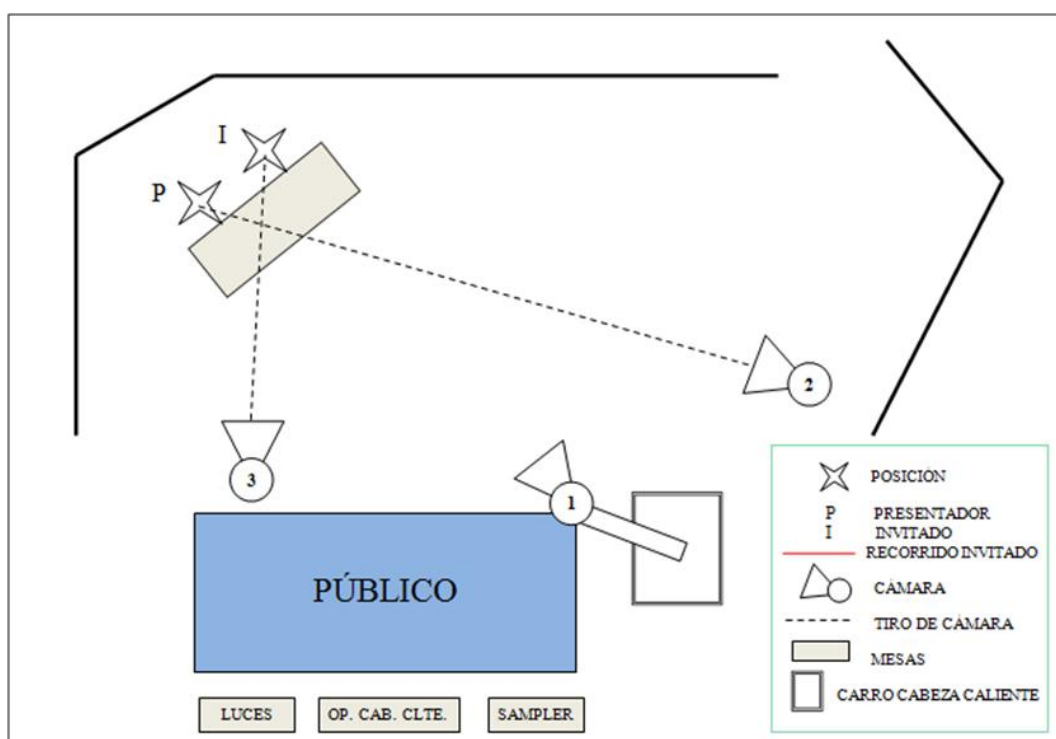 I
P
2
3
1
PÚBLICO
LUCES
OP. CAB. CLTE.
SAMPLER
POSICIÓN
P PRESENTADOR
I INVITADO
RECORRIDO INVITADO
CÁMARA
TIRO DE CÁMARA
MESAS
CARRO CABEZA CALIENTE